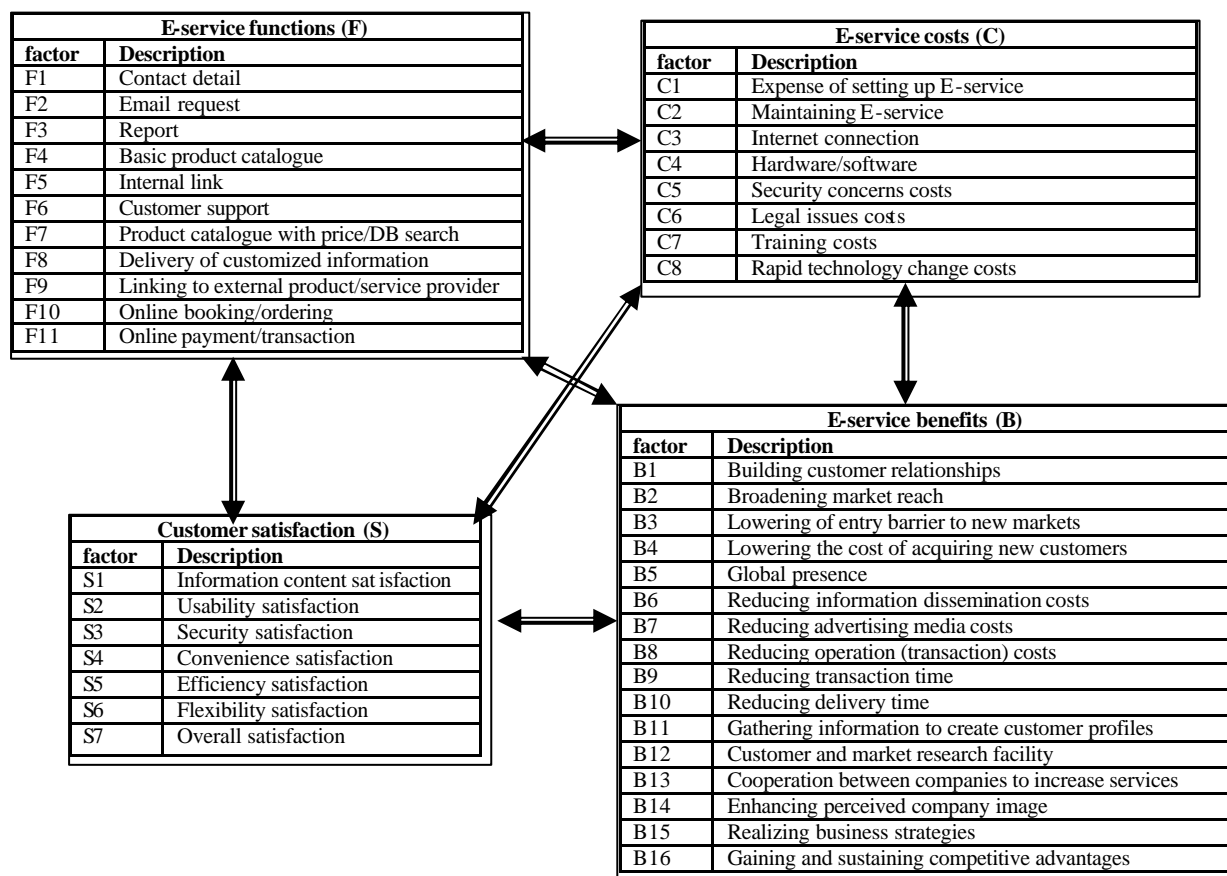 E-service functions (F)
factor Description
F1 Contact detail
F2 Email request
F3 Report
F4 Basic product catalogue
F5 Internal link
F6 Customer support
F7 Product catalogue with price/DB search
F8 Delivery of customized information
F9 Linking to external product/service provider
F10 Online booking/ordering
F11 Online payment/transaction
E-service costs (C)
factor Description
C1 Expense of setting up E-service
C2 Maintaining E-service
C3 Internet connection
C4 Hardware/software
C5 Security concerns costs
C6 Legal issues costs
C7 Training costs
C8 Rapid technology change costs
Customer satisfaction (S)
factor Description
S1 Information content sat isfaction
S2 Usability satisfaction
S3 Security satisfaction
S4 Convenience satisfaction
S5 Efficiency satisfaction
S6 Flexibility satisfaction
S7 Overall satisfaction
E-service benefits (B)
factor Description
B1 Building customer relationships
B2 Broadening market reach
B3 Lowering of entry barrier to new markets
B4 Lowering the cost of acquiring new customers
B5 Global presence
B6 Reducing information dissemination costs
B7 Reducing advertising media costs
B8 Reducing operation (transaction) costs
B9 Reducing transaction time
B10 Reducing delivery time
B11 Gathering information to create customer profiles
B12 Customer and market research facility
B13 Cooperation between companies to increase services
B14 Enhancing perceived company image
B15 Realizing business strategies
B16 Gaining and sustaining competitive advantages